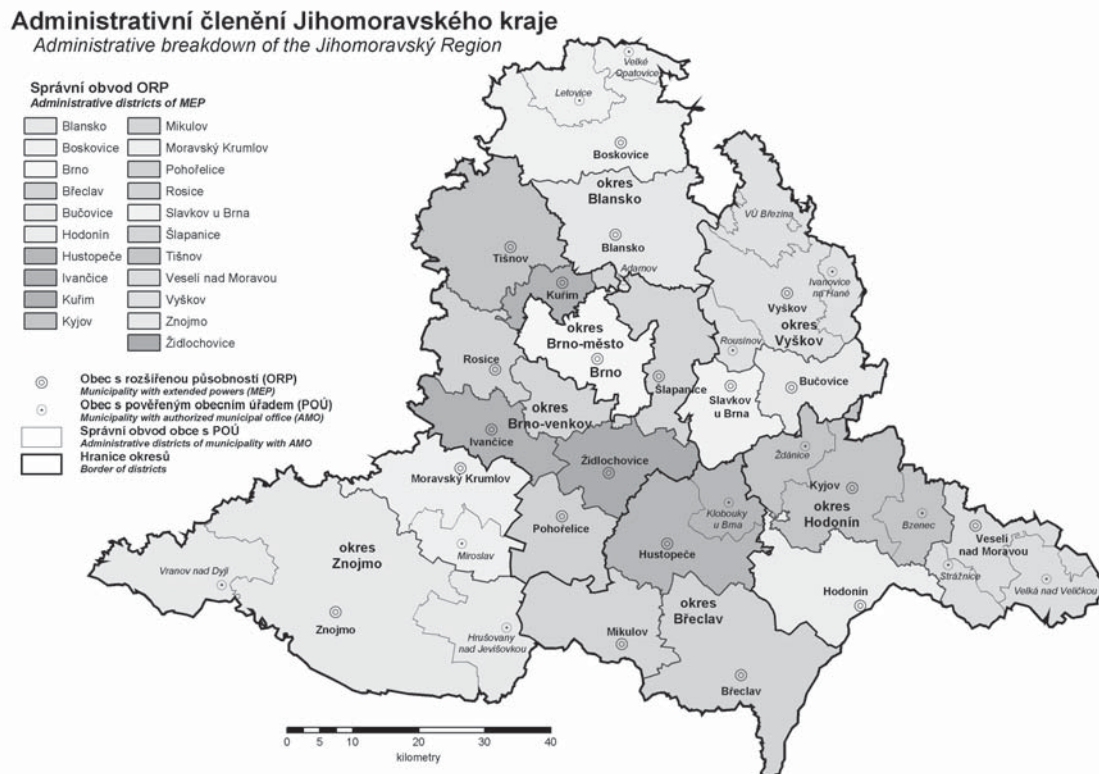 Administrativní členění Jihomoravského kraje
Administrative breakdown of the Jihomoravský Region
Správní obvod ORP
Administrative districts of MEP
Blansko
Boskovice
Brno
Břeclav
Bučovice
Hodonín
Hustopeče
Ivančice
Kuřim
Kyjov
Mikulov
Moravský Krumlov
Pohořelice
Rosice
Slavkov u Brna
Šlapanice
Tišnov
Veselí nad Moravou
Vyškov
Znojmo
Židlochovice
Obec s rozšířenou působností (ORP)
Municipality with extended powers (MEP)
Obec s pověřeným obecním úřadem (POÚ)
Municipality with authorized municipal office (AMO)
Správní obvod obce s POÚ
Administrative districts of municipality with AMO
Hranice okresů
Border of districts
Velké
Opatovice
Letovice
Boskovice
okres
Blansko
Blansko
VÚ Březina
Tišnov
Adamov
Kuřim
Ivanovice
na Hané
Vyškov
okres
Vyškov
okres
Brno-město
Brno
Rousínov
Rosice
Šlapanice
Slavkov
u Brna
Bučovice
okres
Brno-venkov
Ivančice
Židlochovice
Ždánice
Moravský Krumlov
Kyjov
Klobouky
u Brna
okres
Hodonín
Bzenec
Pohořelice
Miroslav
Hustopeče
Veselí
nad Moravou
okres
Znojmo
Vranov nad Dyjí
Strážnice
Velká nad Veličkou
Hodonín
okres
Břeclav
Znojmo
Hrušovany
nad Jevišovkou
Mikulov
Břeclav
0 5 10 20 30 40
kilometry